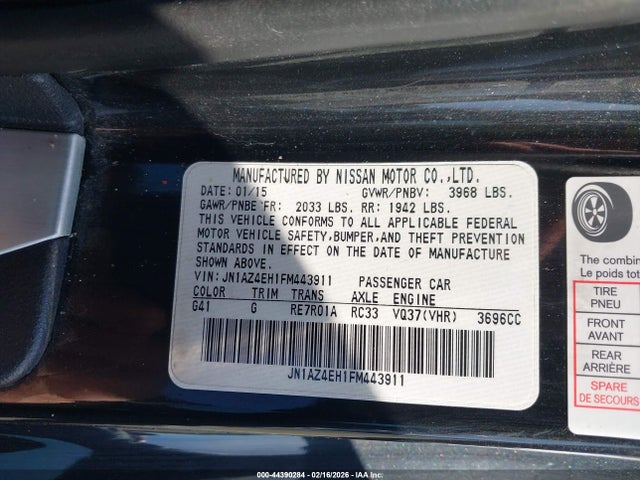 MANUFACTURED BY NISSAN MOTOR CO.,LTD.
DATE: 01/15 GVWR/PNBV: 3968 LBS.
GAWR/PNBE FR: 2033 LBS. RR: 1942 LBS.
THIS VEHICLE CONFORMS TO ALL APPLICABLE FEDERAL
MOTOR VEHICLE SAFETY,BUMPER,AND THEFT PREVENTION
STANDARDS IN EFFECT ON THE DATE OF MANUFACTURE
SHOWN ABOVE.
VIN: JN1AZ4EH1FM443911 PASSENGER CAR
COLOR TRIM TRANS AXLE ENGINE
G41 G RE7R01A RC33 VQ37(VHR) 3696CC
JN1AZ4EH1FM443911
The combin
Le poids tot
TIRE
PNEU
FRONT
AVANT
REAR
ARRIÈRE
SPARE
DE SECOURS
000-44390284 - 02/16/2026 - IAA Inc.